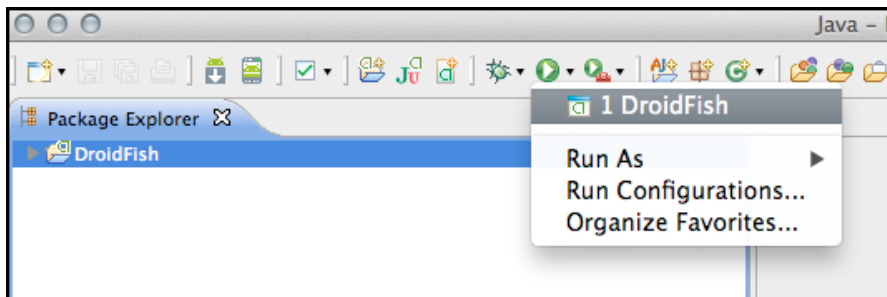 Java –
Package Explorer
DroidFish
1 DroidFish
Run As
Run Configurations...
Organize Favorites...